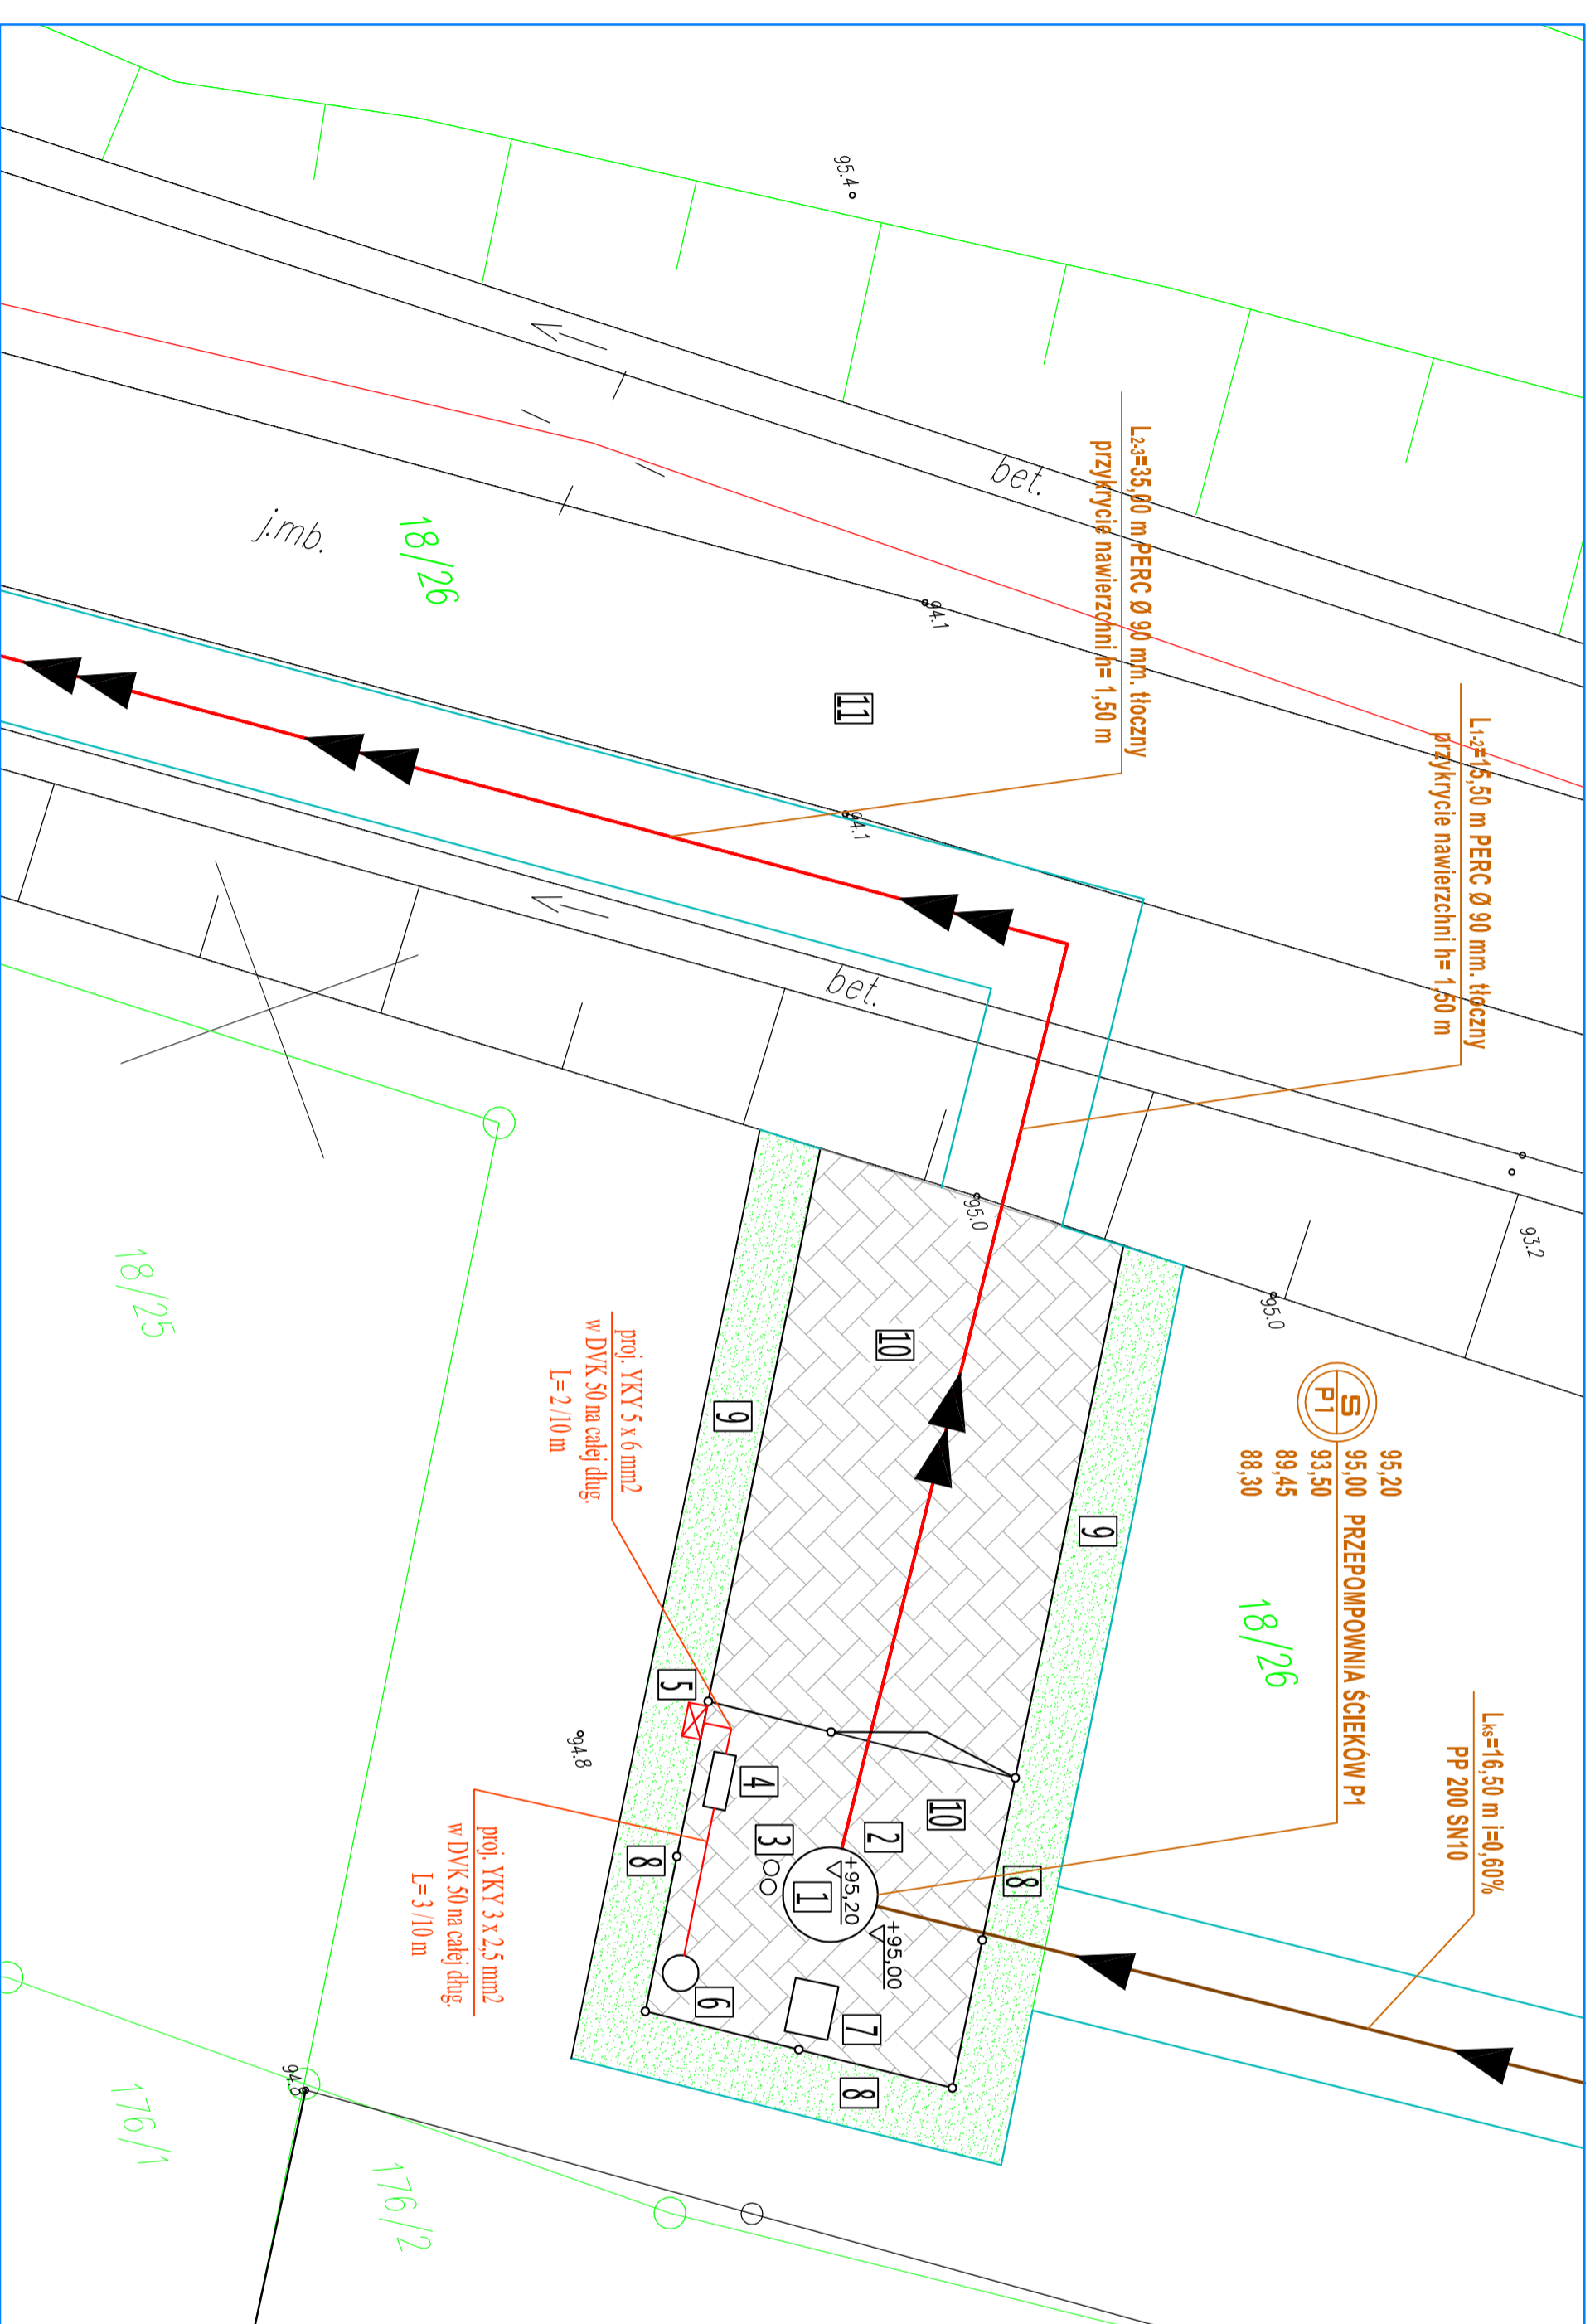 95.4
bet.
L2-3=35,00 m PERC Ø 90 mm. tłoczny
przykrycie nawierzchni h= 1,50 m
L1-2=15,50 m PERC Ø 90 mm. tłoczny
przykrycie nawierzchni h= 1,50 m
j.mb.
18/26
94.1
11
94.1
bet.
95.0
93.2
95.0
18/25
10
9
9
proj. YKY 5 x 6 mm2
w DVK 50 na całej dług.
L= 2 /10 m
S
P1
95,20
95,00 PRZEPOMPOWNIA ŚCIEKÓW P1
93,50
89,45
88,30
18/26
Lks=16,50 m i=0,60%
PP 200 SN10
5
94.8
4
10
3
2
8
8
+95,20
1
+95,00
proj. YKY 3 x 2,5 mm2
w DVK 50 na całej dług.
L= 3 /10 m
6
7
8
94.8
176/1
176/2